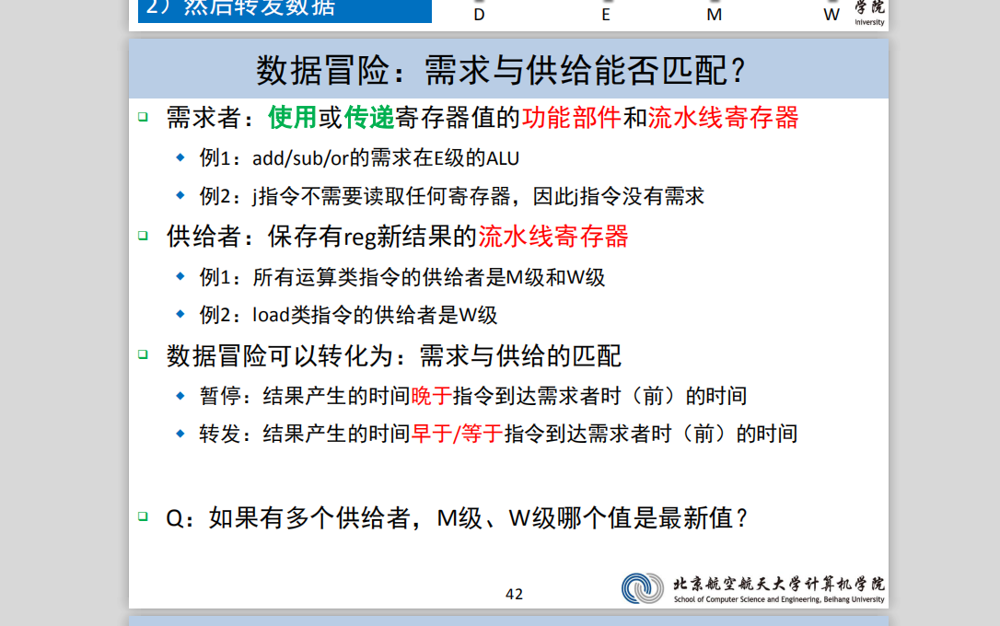 2）然后转发数据
D
E
M
W
学院
University
数据冒险：需求与供给能否匹配？
需求者：使用或传递寄存器值的功能部件和流水线寄存器
例1：add/sub/or的需求在E级的ALU
例2：j指令不需要读取任何寄存器，因此j指令没有需求
供给者：保存有reg新结果的流水线寄存器
例1：所有运算类指令的供给者是M级和W级
例2：load类指令的供给者是W级
数据冒险可以转化为：需求与供给的匹配
暂停：结果产生的时间晚于指令到达需求者时（前）的时间
转发：结果产生的时间早于/等于指令到达需求者时（前）的时间
Q：如果有多个供给者，M级、W级哪个值是最新值？
42
北京航空航天大学计算机学院
School of Computer Science and Engineering, Beihang University